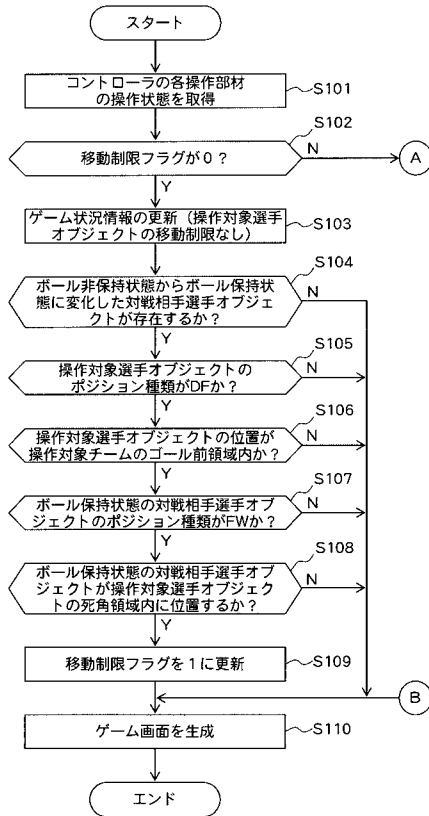 スタート
コントローラの各操作部材
の操作状態を取得
S101
S102
移動制限フラグが0?
N
A
Y
ゲーム状況情報の更新(操作対象選手
オブジェクトの移動制限なし)
S103
S104
ボール非保持状態からボール保持状
態に変化した対戦相手選手オブジェ
クトが存在するか?
N
Y
S105
操作対象選手オブジェクトの
ポジション種類がDFか?
N
Y
S106
操作対象選手オブジェクトの位置が
操作対象チームのゴール前領域内か?
N
Y
S107
ボール保持状態の対戦相手選手オブ
ジェクトのポジション種類がFWか?
N
Y
S108
ボール保持状態の対戦相手選手オブ
ジェクトが操作対象選手オブジェク
トの死角領域内に位置するか?
N
Y
移動制限フラグを1に更新
S109
B
ゲーム画面を生成
S110
エンド